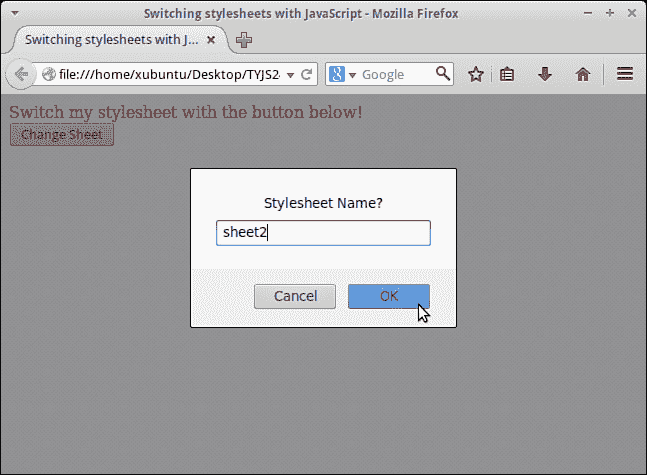 Switching stylesheets with JavaScript - Mozilla Firefox
Switching stylesheets with J...
file:///home/xubuntu/Desktop/TYJS2
Google
Switch my stylesheet with the button below!
Change Sheet
Stylesheet Name?
sheet2
Cancel
OK